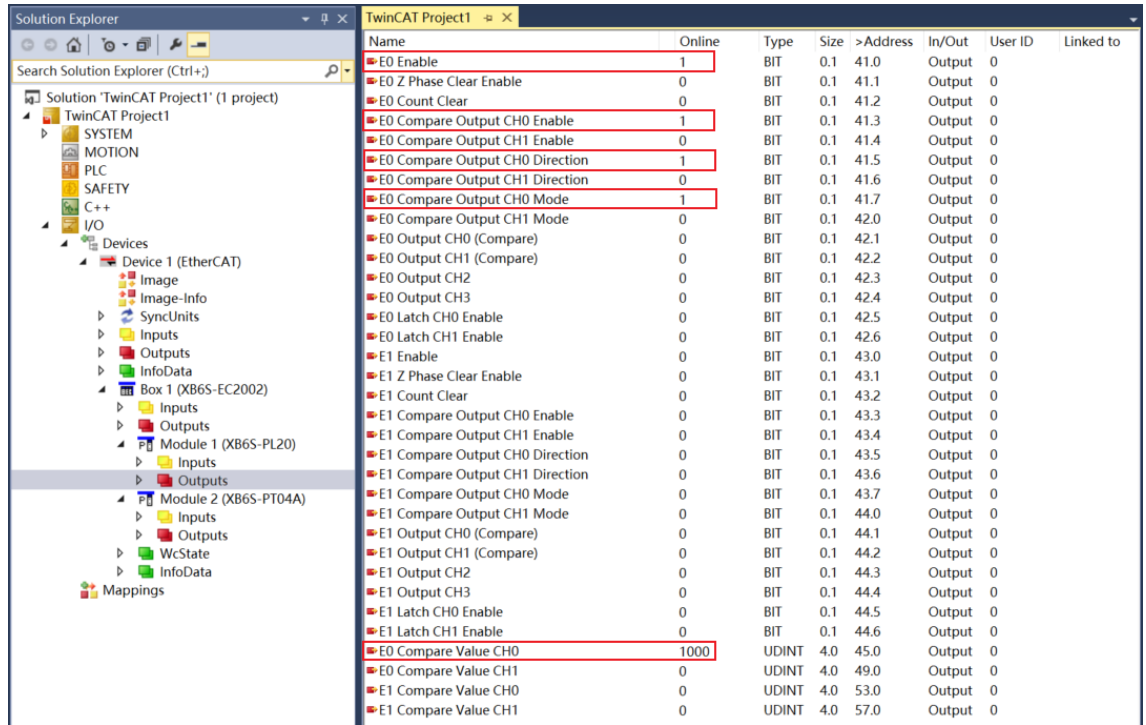 Solution Explorer
Search Solution Explorer (Ctrl+;)
Solution 'TwinCAT Project1' (1 project)
TwinCAT Project1
SYSTEM
MOTION
PLC
SAFETY
C++
I/O
Devices
Device 1 (EtherCAT)
Image
Image-Info
SyncUnits
Inputs
Outputs
InfoData
Box 1 (XB6S-EC2002)
Inputs
Outputs
Module 1 (XB6S-PL20)
Inputs
Outputs
Module 2 (XB6S-PT04A)
Inputs
Outputs
WcState
InfoData
Mappings
TwinCAT Project1
Name Online Type Size >Address In/Out User ID Linked to
E0 Enable 1 BIT 0.1 41.0 Output 0
E0 Z Phase Clear Enable 0 BIT 0.1 41.1 Output 0
E0 Count Clear 0 BIT 0.1 41.2 Output 0
E0 Compare Output CH0 Enable 1 BIT 0.1 41.3 Output 0
E0 Compare Output CH1 Enable 0 BIT 0.1 41.4 Output 0
E0 Compare Output CH0 Direction 1 BIT 0.1 41.5 Output 0
E0 Compare Output CH1 Direction 0 BIT 0.1 41.6 Output 0
E0 Compare Output CH0 Mode 1 BIT 0.1 41.7 Output 0
E0 Compare Output CH1 Mode 0 BIT 0.1 42.0 Output 0
E0 Output CH0 (Compare) 0 BIT 0.1 42.1 Output 0
E0 Output CH1 (Compare) 0 BIT 0.1 42.2 Output 0
E0 Output CH2 0 BIT 0.1 42.3 Output 0
E0 Output CH3 0 BIT 0.1 42.4 Output 0
E0 Latch CH0 Enable 0 BIT 0.1 42.5 Output 0
E0 Latch CH1 Enable 0 BIT 0.1 42.6 Output 0
E1 Enable 0 BIT 0.1 43.0 Output 0
E1 Z Phase Clear Enable 0 BIT 0.1 43.1 Output 0
E1 Count Clear 0 BIT 0.1 43.2 Output 0
E1 Compare Output CH0 Enable 0 BIT 0.1 43.3 Output 0
E1 Compare Output CH1 Enable 0 BIT 0.1 43.4 Output 0
E1 Compare Output CH0 Direction 0 BIT 0.1 43.5 Output 0
E1 Compare Output CH1 Direction 0 BIT 0.1 43.6 Output 0
E1 Compare Output CH0 Mode 0 BIT 0.1 43.7 Output 0
E1 Compare Output CH1 Mode 0 BIT 0.1 44.0 Output 0
E1 Output CH0 (Compare) 0 BIT 0.1 44.1 Output 0
E1 Output CH1 (Compare) 0 BIT 0.1 44.2 Output 0
E1 Output CH2 0 BIT 0.1 44.3 Output 0
E1 Output CH3 0 BIT 0.1 44.4 Output 0
E1 Latch CH0 Enable 0 BIT 0.1 44.5 Output 0
E1 Latch CH1 Enable 0 BIT 0.1 44.6 Output 0
E0 Compare Value CH0 1000 UDINT 4.0 45.0 Output 0
E0 Compare Value CH1 0 UDINT 4.0 49.0 Output 0
E1 Compare Value CH0 0 UDINT 4.0 53.0 Output 0
E1 Compare Value CH1 0 UDINT 4.0 57.0 Output 0